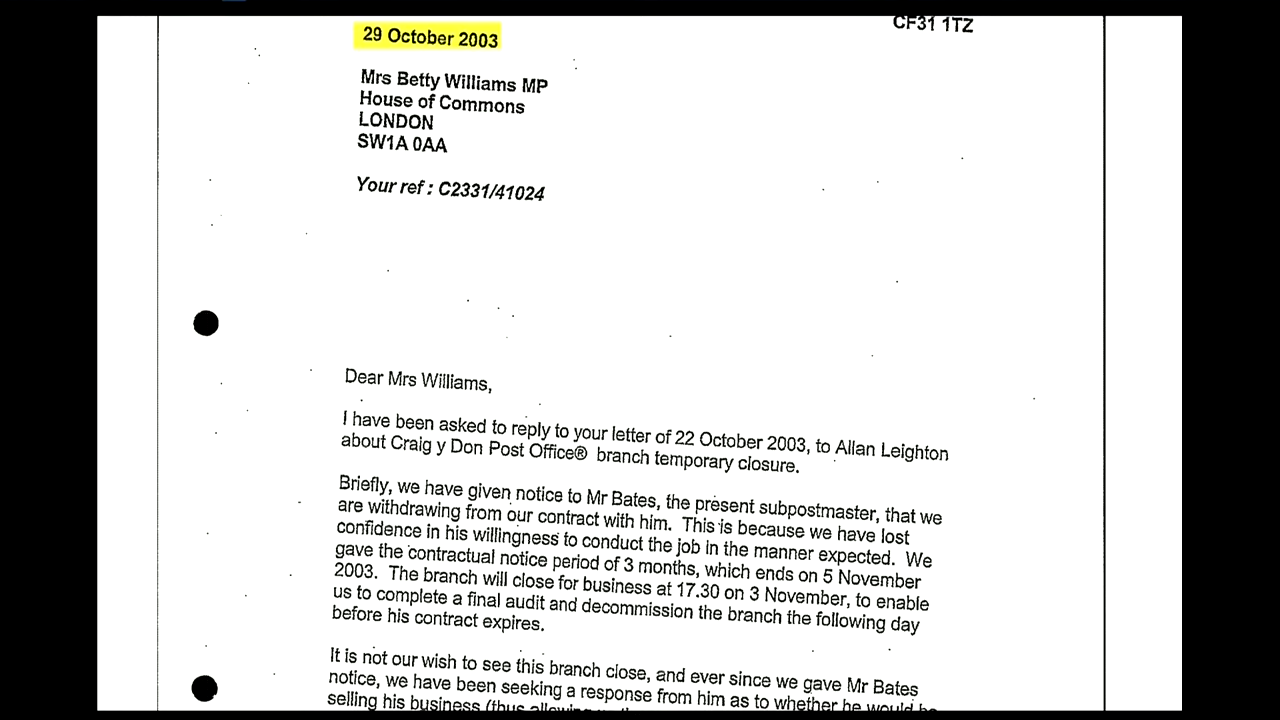 CF31 1TZ
29 October 2003
Mrs Betty Williams MP
House of Commons
LONDON
SW1A 0AA
Your ref : C2331/41024
Dear Mrs Williams,
I have been asked to reply to your letter of 22 October 2003, to Allan Leighton
about Craig y Don Post Office® branch temporary closure.
Briefly, we have given notice to Mr Bates, the present subpostmaster, that we
are withdrawing from our contract with him. This is because we have lost
confidence in his willingness to conduct the job in the manner expected. We
gave the contractual notice period of 3 months, which ends on 5 November
2003. The branch will close for business at 17.30 on 3 November, to enable
us to complete a final audit and decommission the branch the following day
before his contract expires.
It is not our wish to see this branch close, and ever since we gave Mr Bates
notice, we have been seeking a response from him as to whether he would be
selling his business (thus